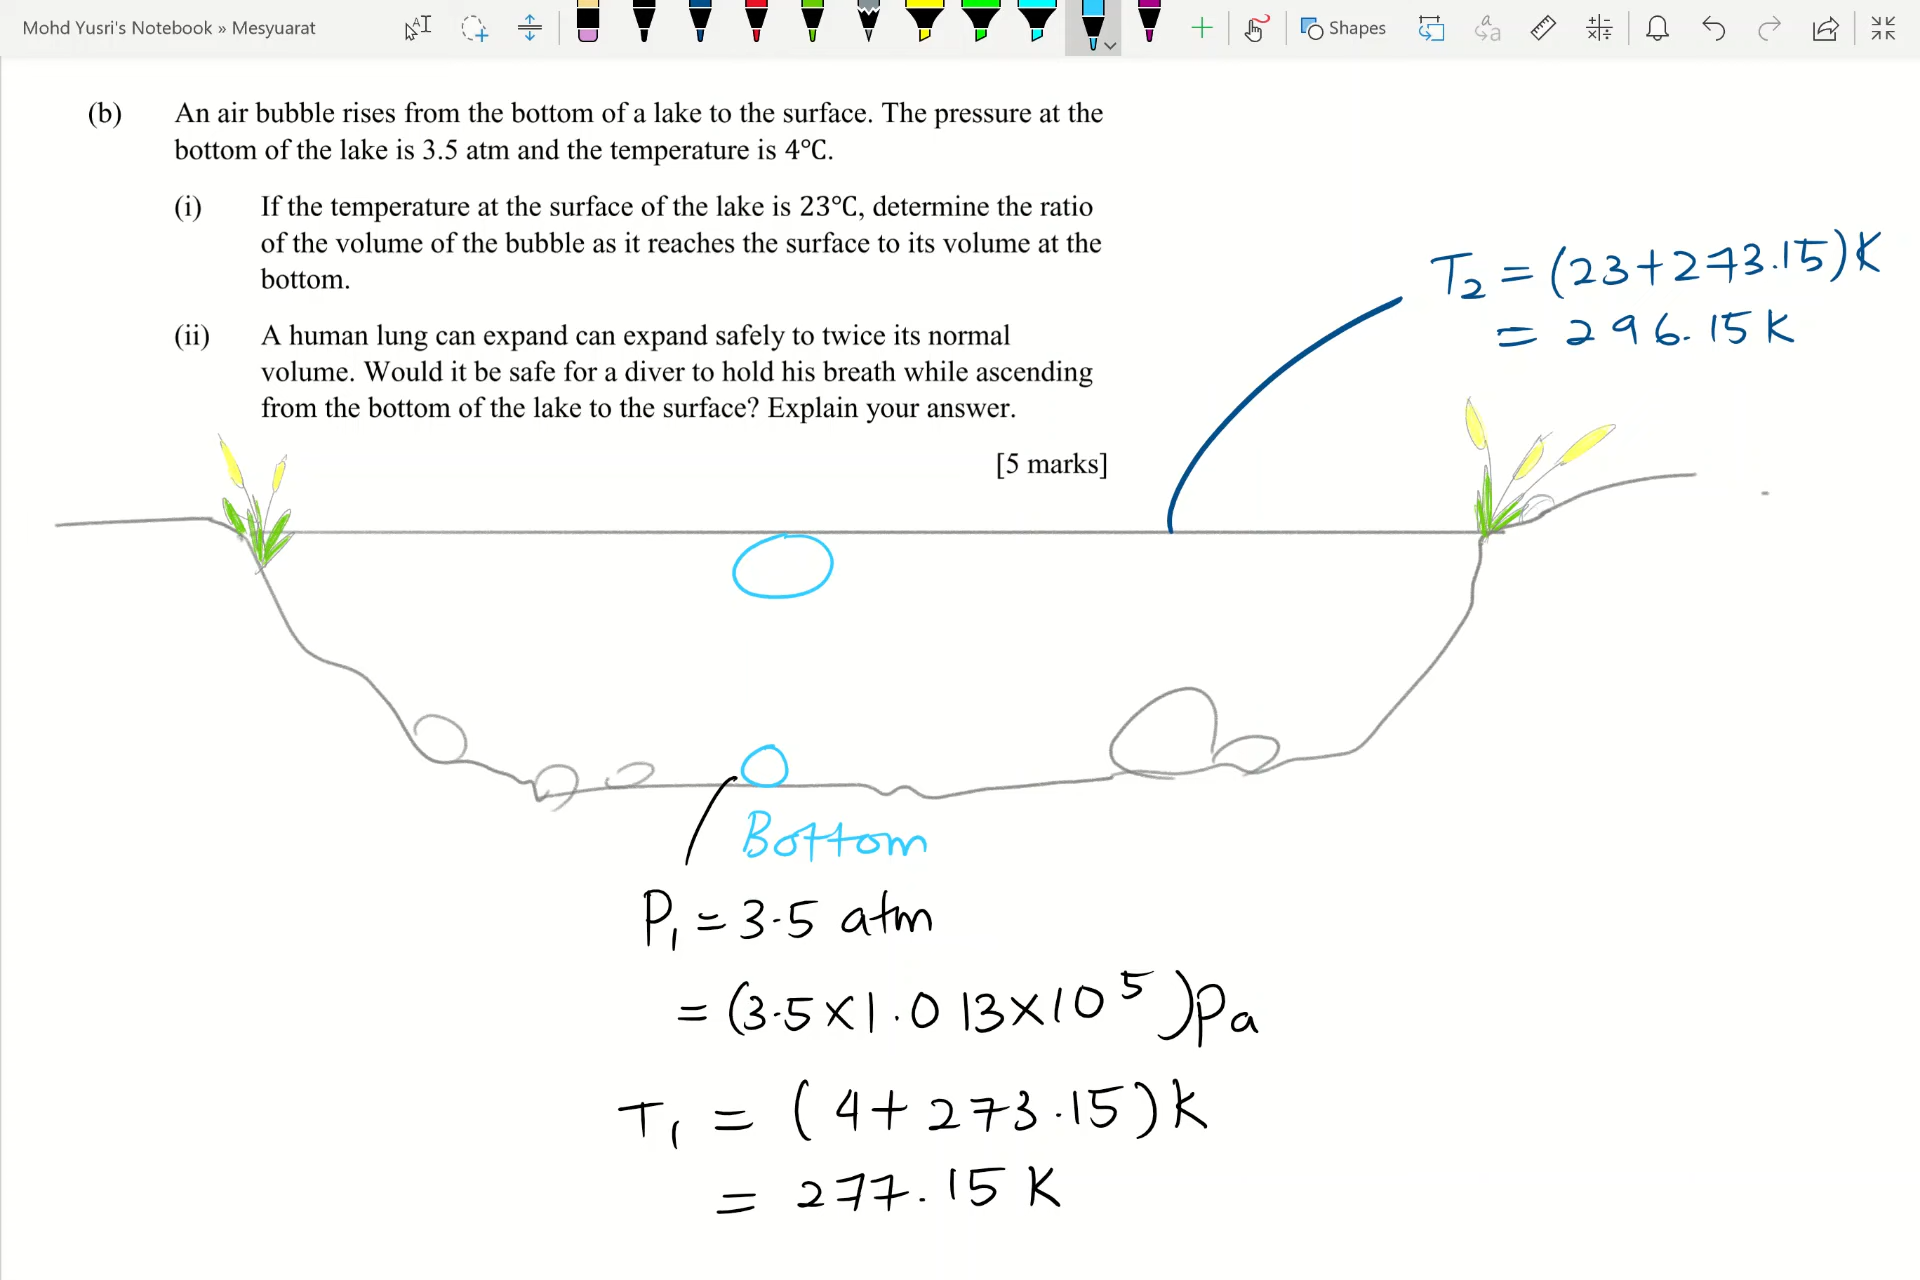 Mohd Yusri's Notebook » Mesyuarat
Shapes
(b) An air bubble rises from the bottom of a lake to the surface. The pressure at the
bottom of the lake is 3.5 atm and the temperature is 4℃.
(i) If the temperature at the surface of the lake is 23℃, determine the ratio
of the volume of the bubble as it reaches the surface to its volume at the
bottom.
(ii) A human lung can expand can expand safely to twice its normal
volume. Would it be safe for a diver to hold his breath while ascending
from the bottom of the lake to the surface? Explain your answer.
[5 marks]
T₂ = (23+273.15)K
= 296.15K
Bottom
P₁ = 3.5 atm
= (3.5×1.013×10⁵)Pa
T₁ = (4+273.15)K
= 277.15 K